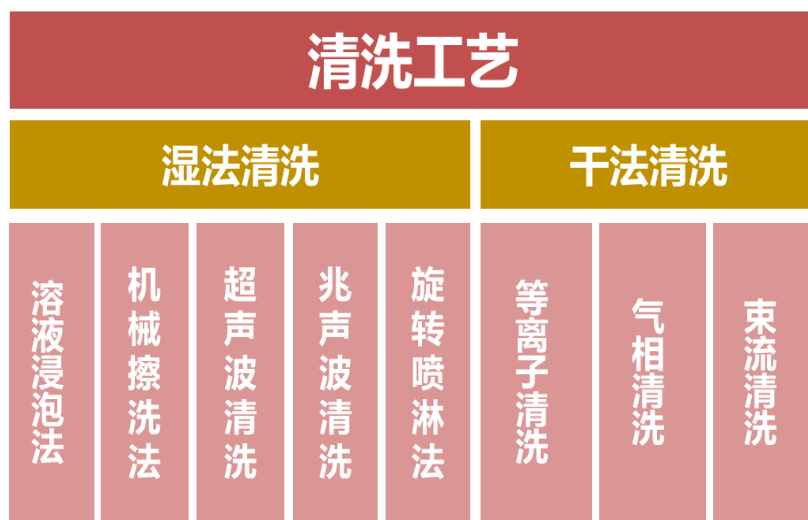 清洗工艺
湿法清洗
干法清洗
溶液浸泡法
机械擦洗法
超声波清洗
兆声波清洗
旋转喷淋法
等离子清洗
气相清洗
束流清洗